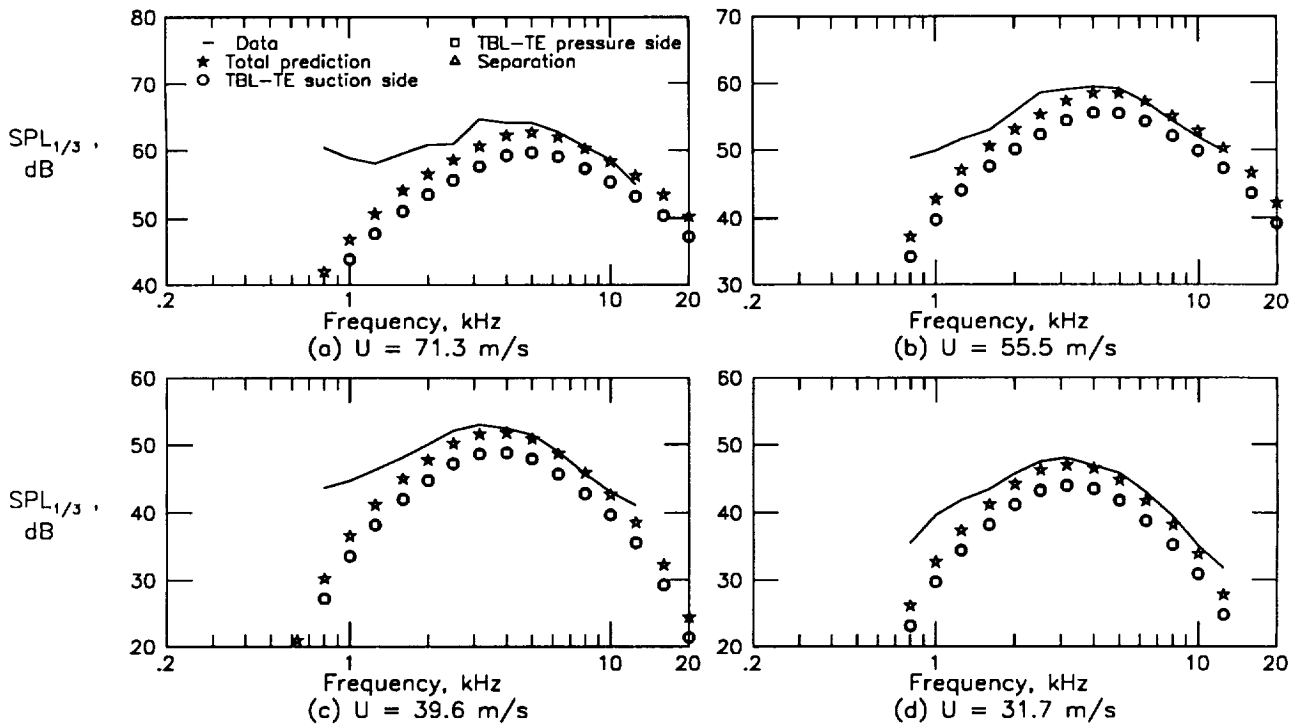 80
70
60
50
40
SPL1/3 ,
dB
— Data
★ Total prediction
○ TBL-TE suction side
□ TBL-TE pressure side
△ Separation
.2 1 10 20
Frequency, kHz
(a) U = 71.3 m/s
70
60
50
40
30
.2 1 10 20
Frequency, kHz
(b) U = 55.5 m/s
60
50
40
30
20
SPL1/3 ,
dB
.2 1 10 20
Frequency, kHz
(c) U = 39.6 m/s
60
50
40
30
20
.2 1 10 20
Frequency, kHz
(d) U = 31.7 m/s